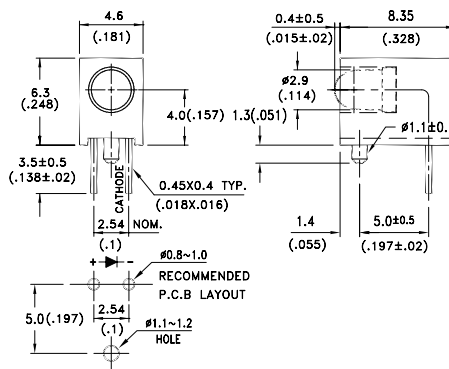 4.6
(.181)
0.4±0.5
(.015±.02)
8.35
(.328)
6.3
(.248)
ø2.9
(.114)
4.0(.157)
1.3(.051)
ø1.1±0.
3.5±0.5
(.138±.02)
CATHODE
0.45X0.4 TYP.
(.018X.016)
2.54 NOM.
(.1)
1.4
(.055)
5.0±0.5
(.197±.02)
+ -
ø0.8~1.0
RECOMMENDED
P.C.B LAYOUT
5.0(.197)
2.54
(.1)
ø1.1~1.2
HOLE